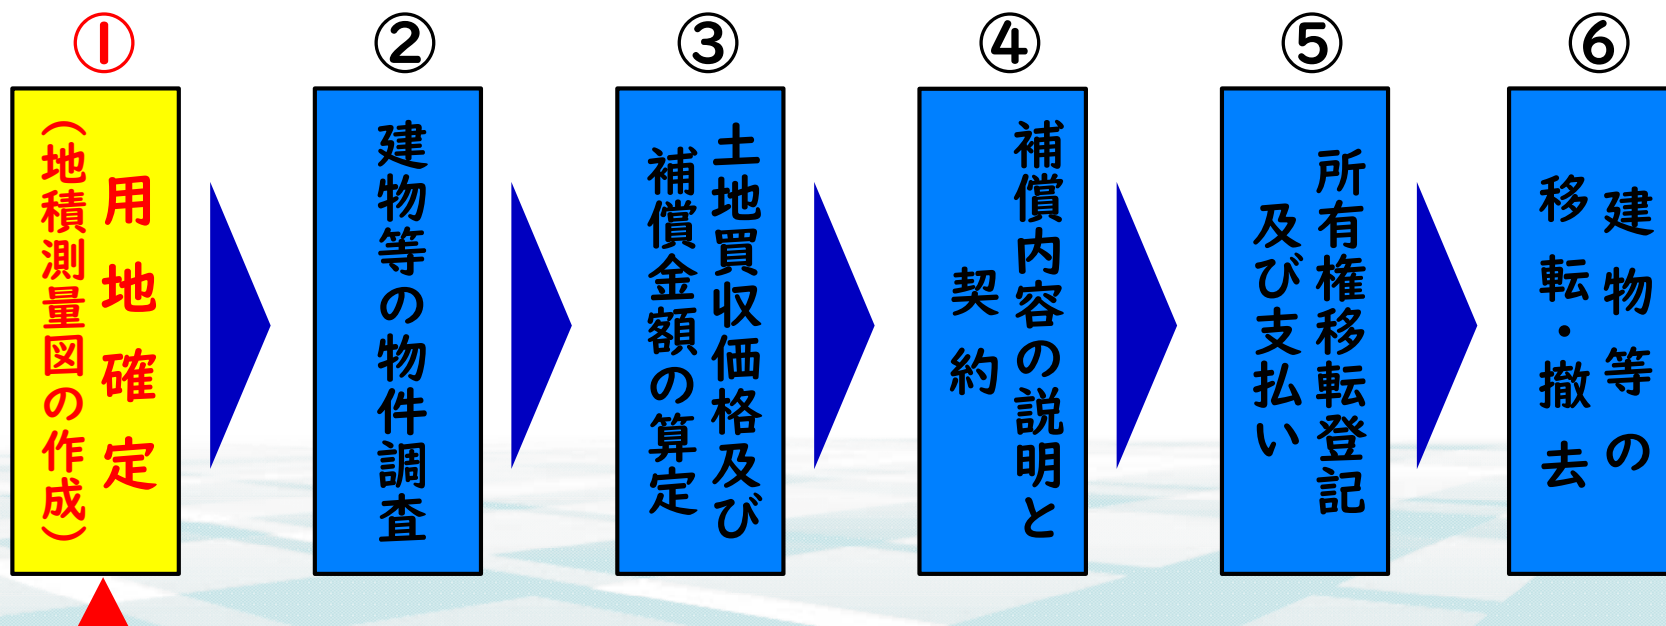 ①
用地確定
（地積測量図の作成）
②
建物等の物件調査
③
土地買収価格及び
補償金額の算定
④
補償内容の説明と
契約
⑤
所有権移転登記
及び支払い
⑥
建物等の
移転・撤去